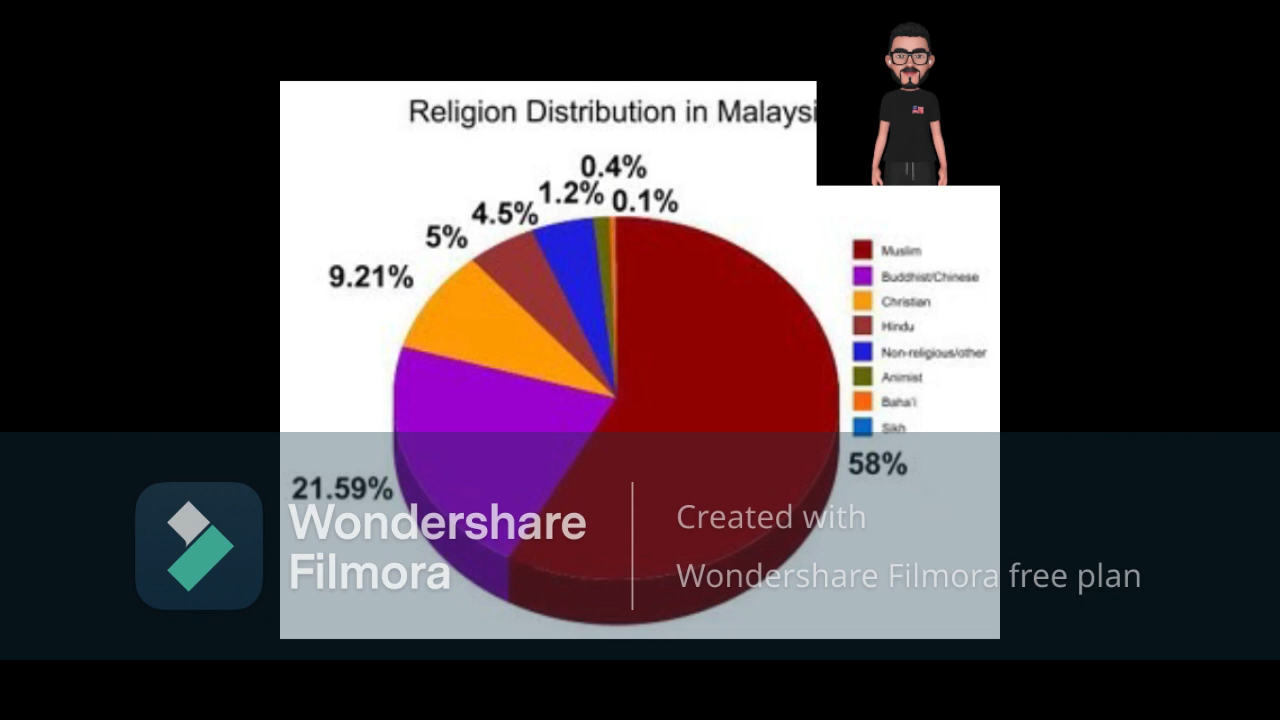 Religion Distribution in Malaysi
0.4%
1.2%
0.1%
4.5%
5%
9.21%
Muslim
Buddhist/Chinese
Christian
Hindu
Non-religious/other
Animist
Baha'i
Sikh
58%
21.59%
Wondershare
Filmora
Created with
Wondershare Filmora free plan